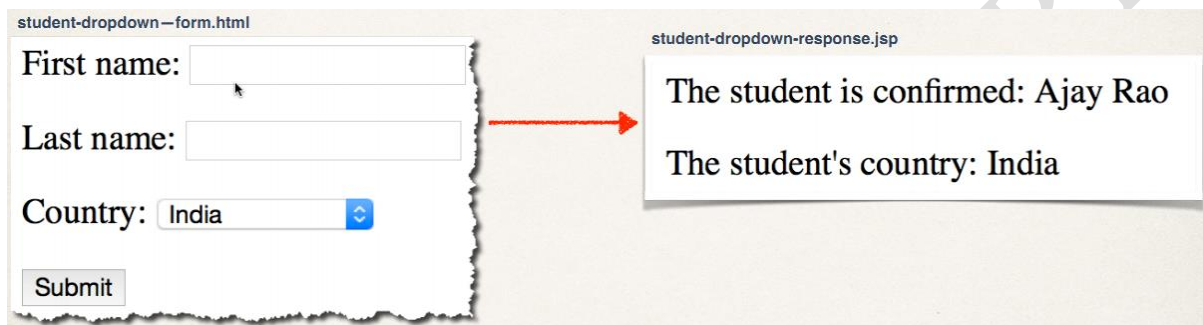 student-dropdown–form.html
First name:
Last name:
Country: India
Submit
student-dropdown-response.jsp
The student is confirmed: Ajay Rao
The student's country: India